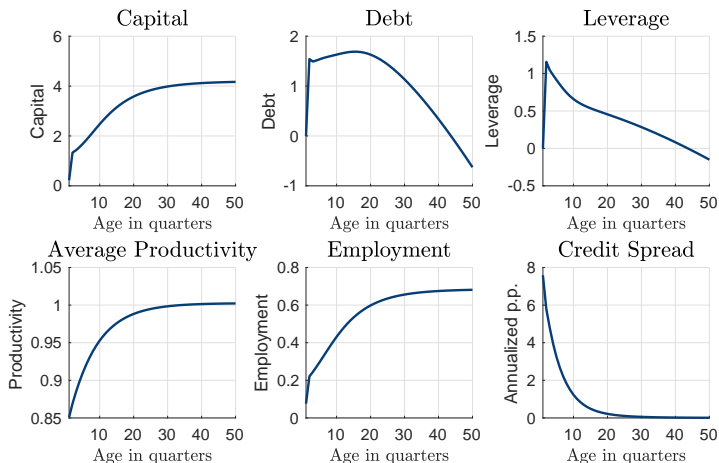 Capital
Debt
Leverage
6
4
2
0
Capital
10 20 30 40 50
Age in quarters
2
1
0
-1
Debt
10 20 30 40 50
Age in quarters
1.5
1
0.5
0
-0.5
Leverage
10 20 30 40 50
Age in quarters
Average Productivity
Employment
Credit Spread
1.05
1
0.95
0.9
0.85
Productivity
10 20 30 40 50
Age in quarters
0.8
0.6
0.4
0.2
0
Employment
10 20 30 40 50
Age in quarters
8
6
4
2
0
Annualized p.p.
10 20 30 40 50
Age in quarters